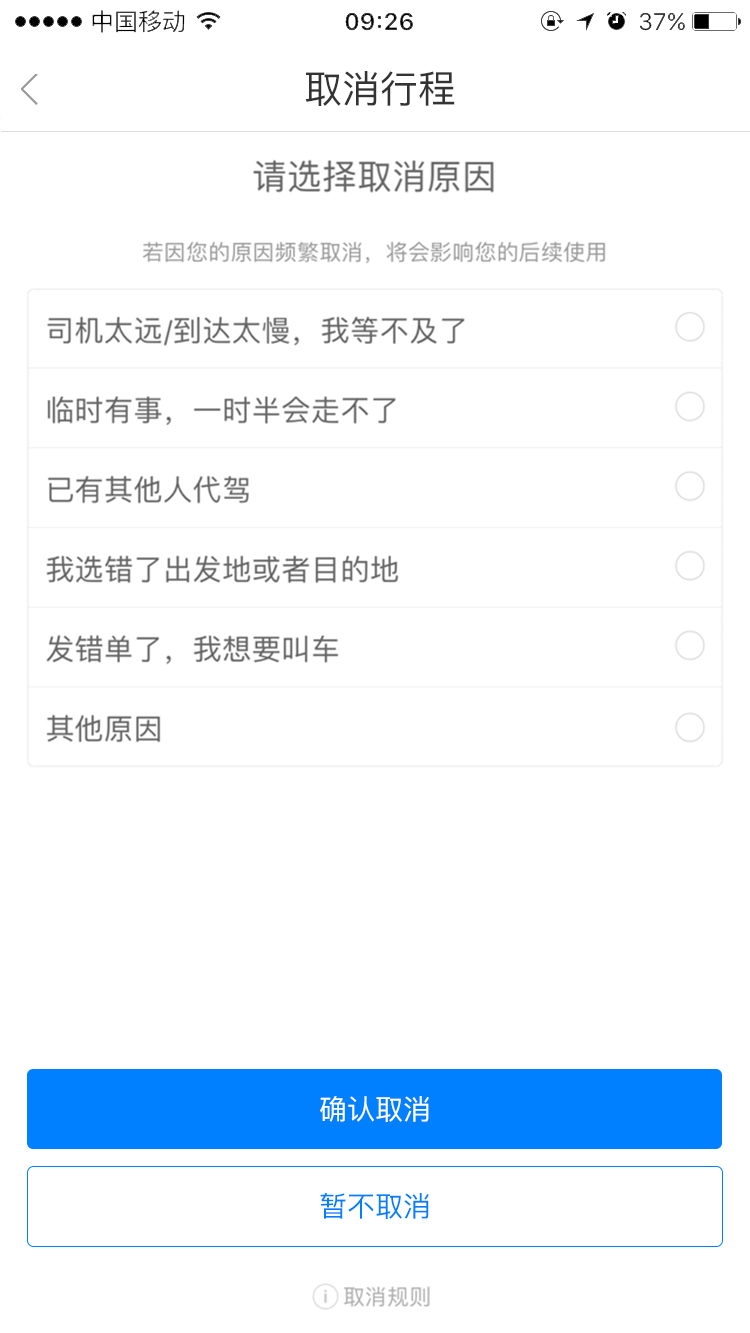 中国移动 09:26 37%
取消行程
请选择取消原因
若因您的原因频繁取消，将会影响您的后续使用
司机太远/到达太慢，我等不及了
临时有事，一时半会走不了
已有其他人代驾
我选错了出发地或者目的地
发错单了，我想要叫车
其他原因
确认取消
暂不取消
取消规则